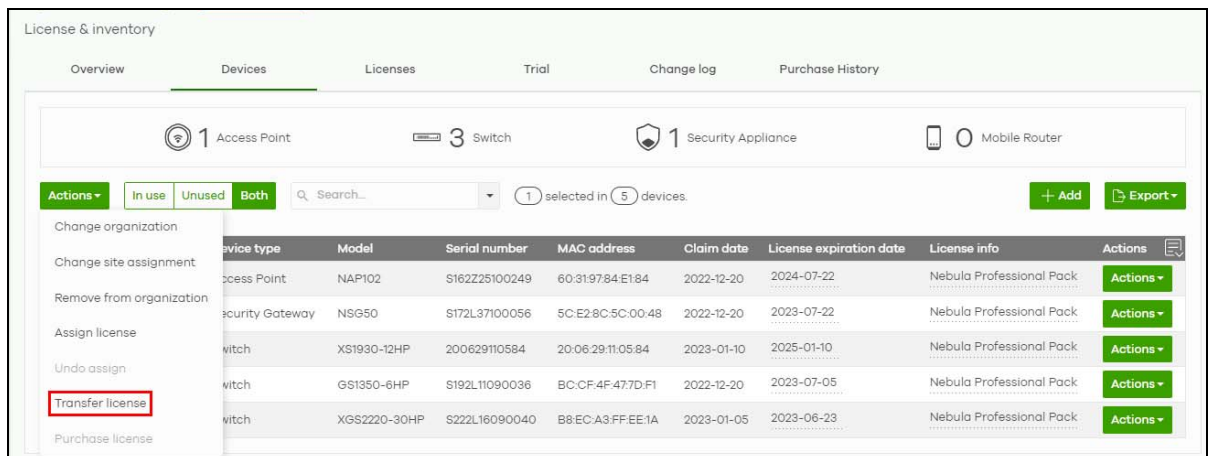 License & inventory
Overview Devices Licenses Trial Change log Purchase History
1 Access Point 3 Switch 1 Security Appliance 0 Mobile Router
Actions In use Unused Both Search... 1 selected in 5 devices. + Add Export
Change organization
Change site assignment
Remove from organization
Assign license
Undo assign
Transfer license
Purchase license
evice type Model Serial number MAC address Claim date License expiration date License info Actions
ccess Point NAP102 S162Z25100249 60:31:97:84:E1:84 2022-12-20 2024-07-22 Nebula Professional Pack Actions
ecurity Gateway NSG50 S172L37100056 5C:E2:8C:5C:00:48 2022-12-20 2023-07-22 Nebula Professional Pack Actions
witch XS1930-12HP 200629110584 20:06:29:11:05:84 2023-01-10 2025-01-10 Nebula Professional Pack Actions
witch GS1350-6HP S192L11090036 BC:CF:4F:47:7D:F1 2022-12-20 2023-07-05 Nebula Professional Pack Actions
witch XGS2220-30HP S222L16090040 B8:EC:A3:FF:EE:1A 2023-01-05 2023-06-23 Nebula Professional Pack Actions